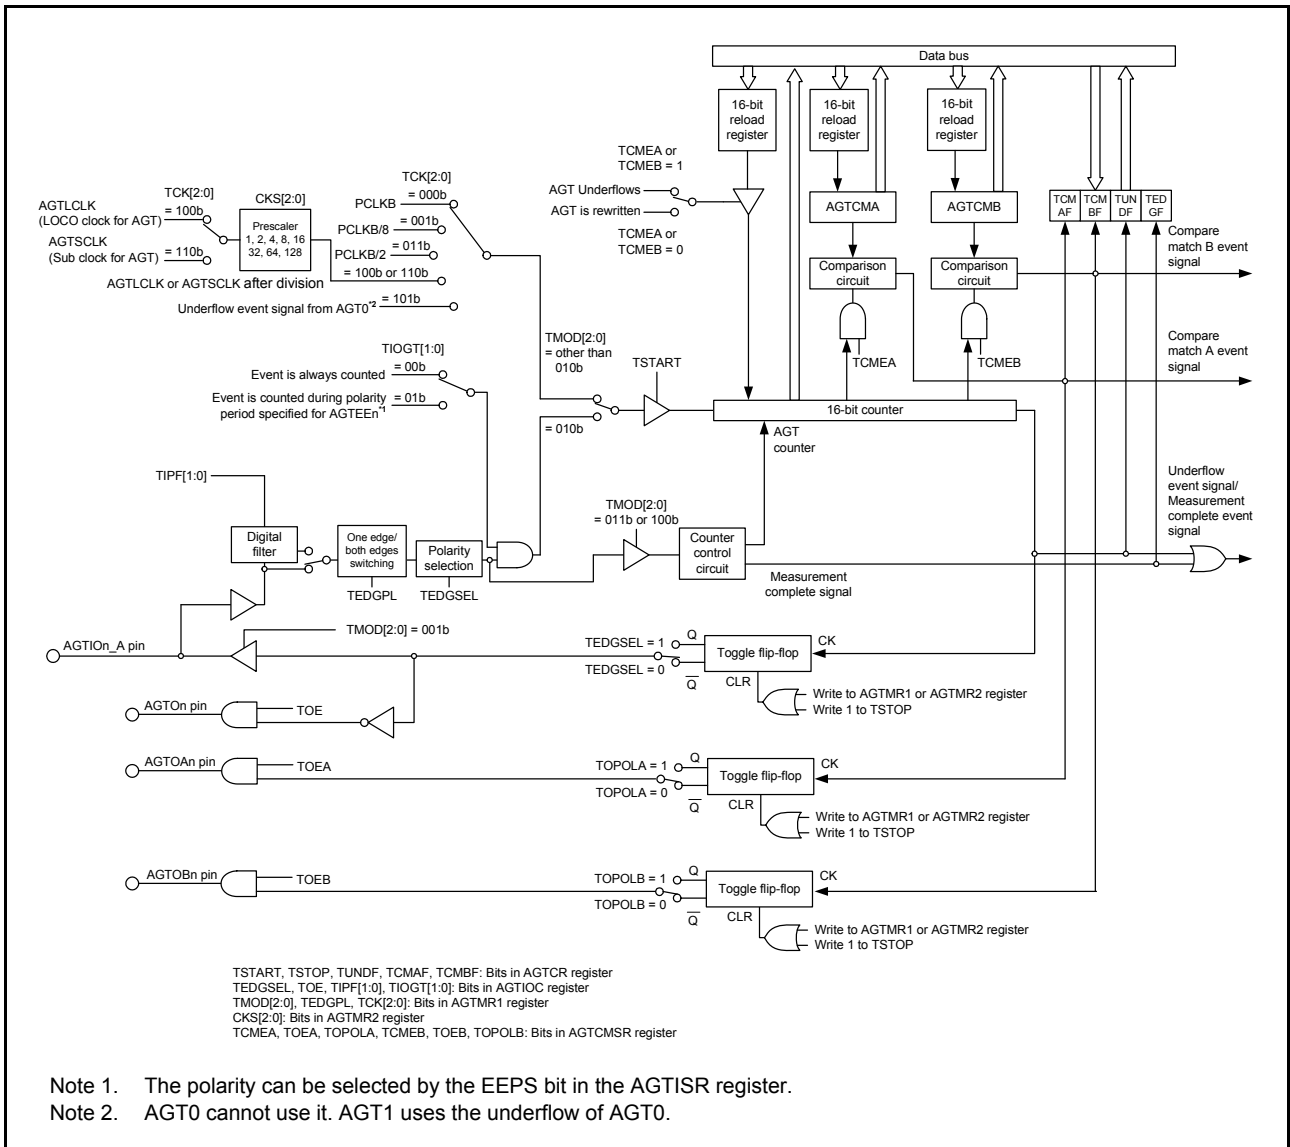 Data bus
16-bit
reload
register
16-bit
reload
register
16-bit
reload
register
TCMEA or
TCMEB = 1
AGT Underflows
AGT is rewritten
TCMEA or
TCMEB = 0
TCK[2:0]
= 000b
PCLKB
= 001b
PCLKB/8
= 011b
PCLKB/2
= 100b or 110b
TCK[2:0]
AGTLCLK
= 100b
(LOCO clock for AGT)
AGTSCLK
= 110b
(Sub clock for AGT)
CKS[2:0]
Prescaler
1, 2, 4, 8, 16
32, 64, 128
AGTLCLK or AGTSCLK after division
Underflow event signal from AGT0*2
= 101b
AGTCMA
AGTCMB
TCM
AF
TCM
BF
TUN
DF
TED
GF
Comparison
circuit
Comparison
circuit
Compare
match B event
signal
TCMEA
TCMEB
Compare
match A event
signal
TIOGT[1:0]
Event is always counted
= 00b
Event is counted during polarity
period specified for AGTEEn*1
= 01b
TMOD[2:0]
= other than
010b
= 010b
TSTART
16-bit counter
AGT
counter
TIPF[1:0]
Digital
filter
One edge/
both edges
switching
Polarity
selection
TEDGPL
TEDGSEL
TMOD[2:0]
= 011b or 100b
Counter
control
circuit
Measurement
complete signal
Underflow
event signal/
Measurement
complete event
signal
AGTIOn_A pin
TMOD[2:0] = 001b
TEDGSEL = 1
TEDGSEL = 0
Q
Q
Toggle flip-flop
CK
CLR
Write to AGTMR1 or AGTMR2 register
Write 1 to TSTOP
AGTOn pin
TOE
AGTOAn pin
TOEA
TOPOLA = 1
TOPOLA = 0
Q
Q
Toggle flip-flop
CK
CLR
Write to AGTMR1 or AGTMR2 register
Write 1 to TSTOP
AGTOBn pin
TOEB
TOPOLB = 1
TOPOLB = 0
Q
Q
Toggle flip-flop
CK
CLR
Write to AGTMR1 or AGTMR2 register
Write 1 to TSTOP
TSTART, TSTOP, TUNDF, TCMAF, TCMBF: Bits in AGTCR register
TEDGSEL, TOE, TIPF[1:0], TIOGT[1:0]: Bits in AGTIOC register
TMOD[2:0], TEDGPL, TCK[2:0]: Bits in AGTMR1 register
CKS[2:0]: Bits in AGTMR2 register
TCMEA, TOEA, TOPOLA, TCMEB, TOEB, TOPOLB: Bits in AGTCMSR register
Note 1. The polarity can be selected by the EEPS bit in the AGTISR register.
Note 2. AGT0 cannot use it. AGT1 uses the underflow of AGT0.